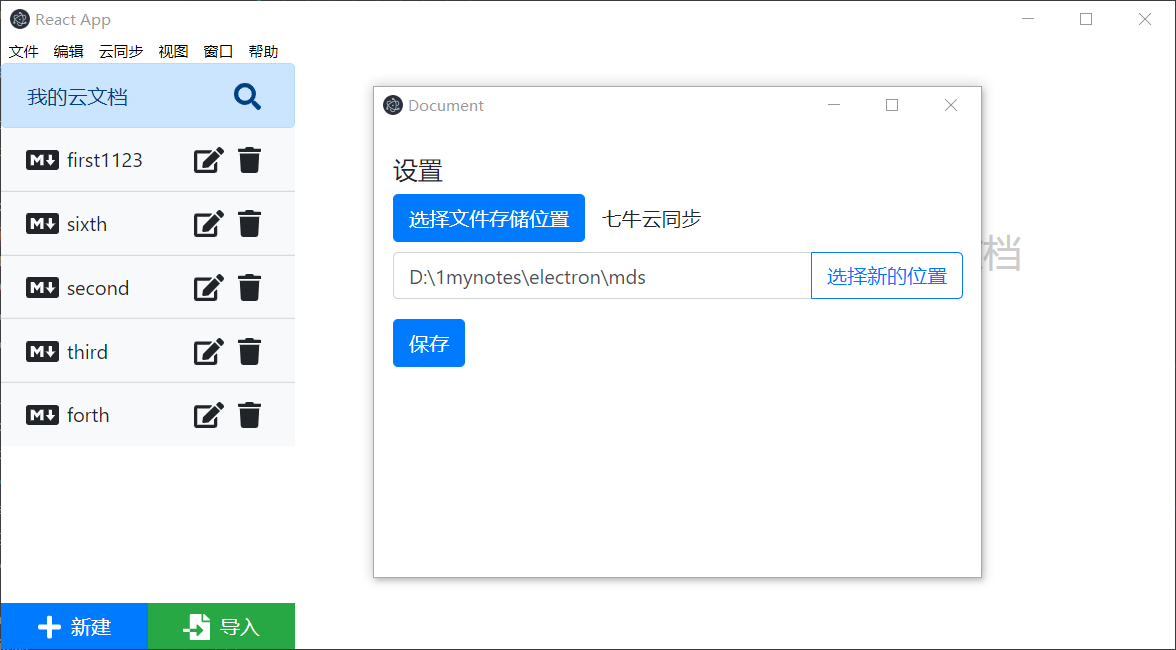 React App
文件 编辑 云同步 视图 窗口 帮助
我的云文档
first1123
sixth
second
third
forth
新建 导入
Document
设置
选择文件存储位置 七牛云同步
D:\1mynotes\electron\mds 选择新的位置
保存
档